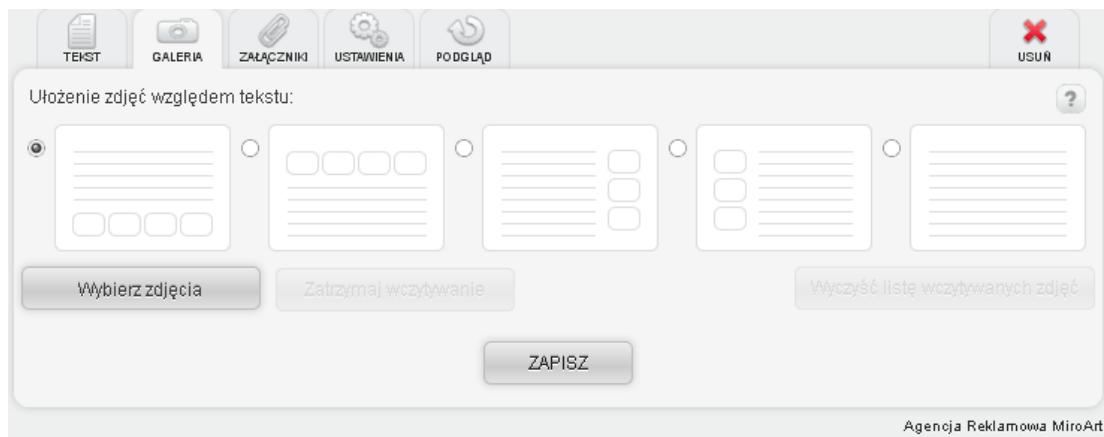 TEKST
GALERIA
ZAŁĄCZNIKI
USTAWIENIA
PODGLĄD
USUŃ
Ułożenie zdjęć względem tekstu:
?
Wybierz zdjęcia
Zatrzymaj wczytywanie
Wyczyść listę wczytywanych zdjęć
ZAPISZ
Agencja Reklamowa MiroArt